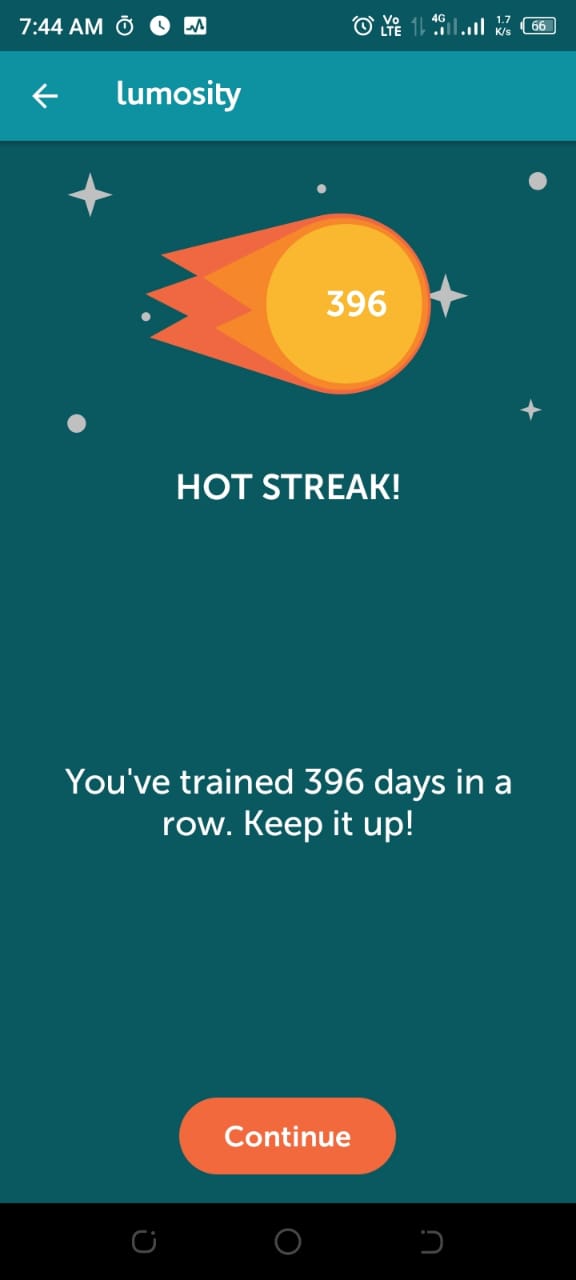 7:44 AM
Vo LTE 4G 1.7 K/s 66
lumosity
396
HOT STREAK!
You've trained 396 days in a
row. Keep it up!
Continue